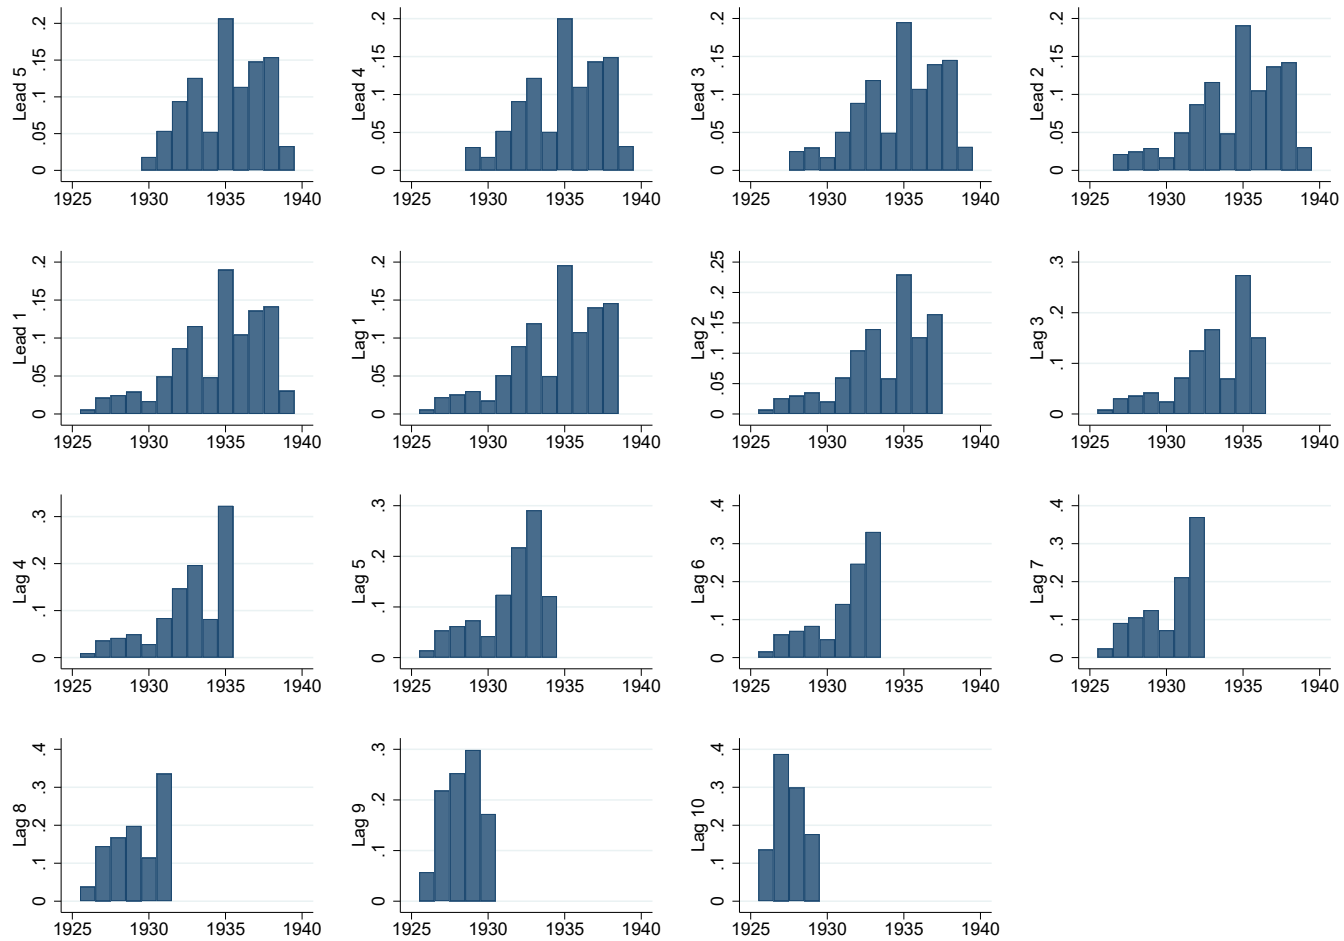 Lead 5
0 .05 .1 .15 .2
1925 1930 1935 1940
Lead 4
0 .05 .1 .15 .2
1925 1930 1935 1940
Lead 3
0 .05 .1 .15 .2
1925 1930 1935 1940
Lead 2
0 .05 .1 .15 .2
1925 1930 1935 1940
Lead 1
0 .05 .1 .15 .2
1925 1930 1935 1940
Lag 1
0 .05 .1 .15 .2
1925 1930 1935 1940
Lag 2
0 .05 .1 .15 .2 .25
1925 1930 1935 1940
Lag 3
0 .1 .2 .3
1925 1930 1935 1940
Lag 4
0 .1 .2 .3
1925 1930 1935 1940
Lag 5
0 .1 .2 .3
1925 1930 1935 1940
Lag 6
0 .1 .2 .3 .4
1925 1930 1935 1940
Lag 7
0 .1 .2 .3 .4
1925 1930 1935 1940
Lag 8
0 .1 .2 .3 .4
1925 1930 1935 1940
Lag 9
0 .1 .2 .3
1925 1930 1935 1940
Lag 10
0 .1 .2 .3 .4
1925 1930 1935 1940